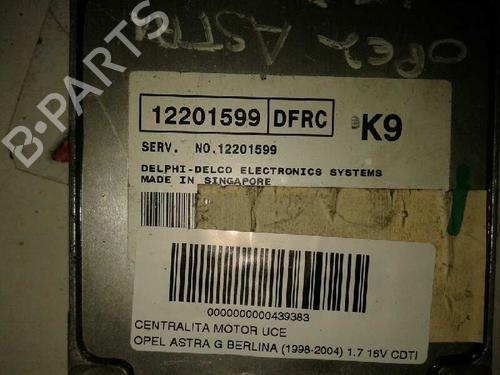 OPEL ASTRA
B-PARTS
12201599 DFRC K9
SERV. NO.12201599
DELPHI-DELCO ELECTRONICS SYSTEMS
MADE IN SINGAPORE
0000000000439383
CENTRALITA MOTOR UCE
OPEL ASTRA G BERLINA (1998-2004) 1.7 16V CDTI